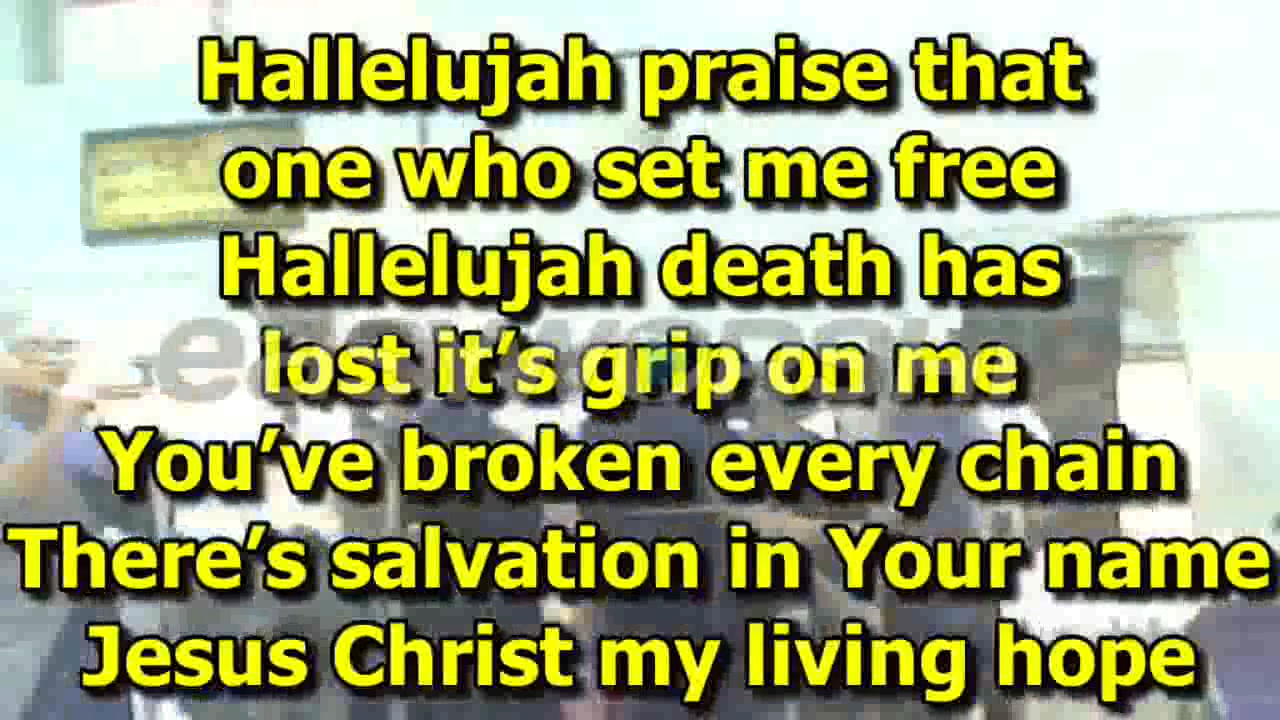 Hallelujah praise that
one who set me free
Hallelujah death has
lost it's grip on me
You've broken every chain
There's salvation in Your name
Jesus Christ my living hope